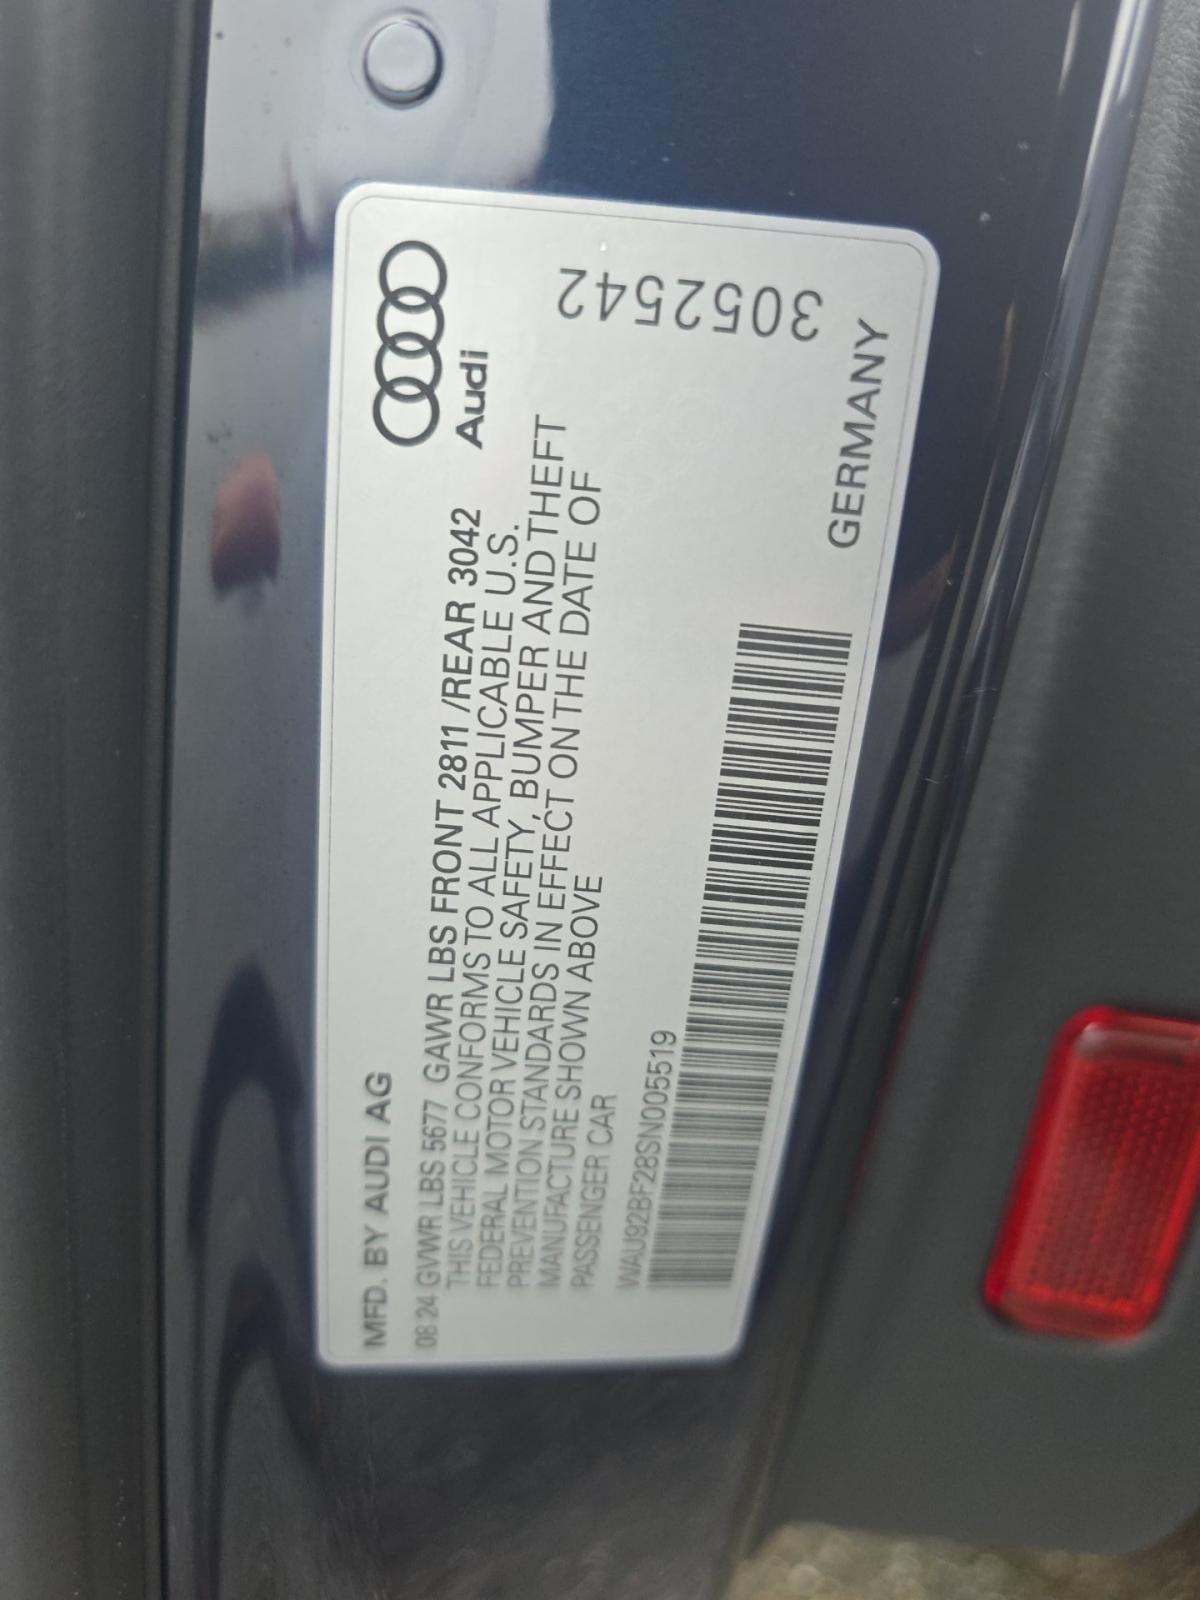 MFD. BY AUDI AG
Audi
08 24 GVWR LBS 5677 GAWR LBS FRONT 2811 /REAR 3042
THIS VEHICLE CONFORMS TO ALL APPLICABLE U.S.
FEDERAL MOTOR VEHICLE SAFETY, BUMPER AND THEFT
PREVENTION STANDARDS IN EFFECT ON THE DATE OF
MANUFACTURE SHOWN ABOVE
PASSENGER CAR
WAU92BF28SN005519
GERMANY
3052542